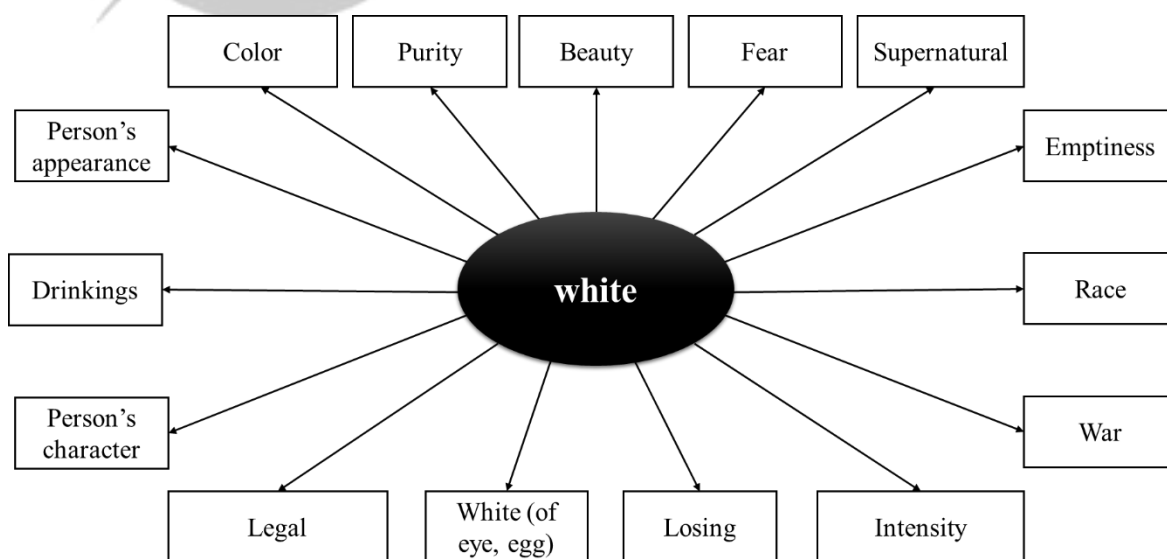 Color
Purity
Beauty
Fear
Supernatural
Person’s
appearance
Emptiness
Drinkings
white
Race
Person’s
character
War
Legal
White (of
eye, egg)
Losing
Intensity